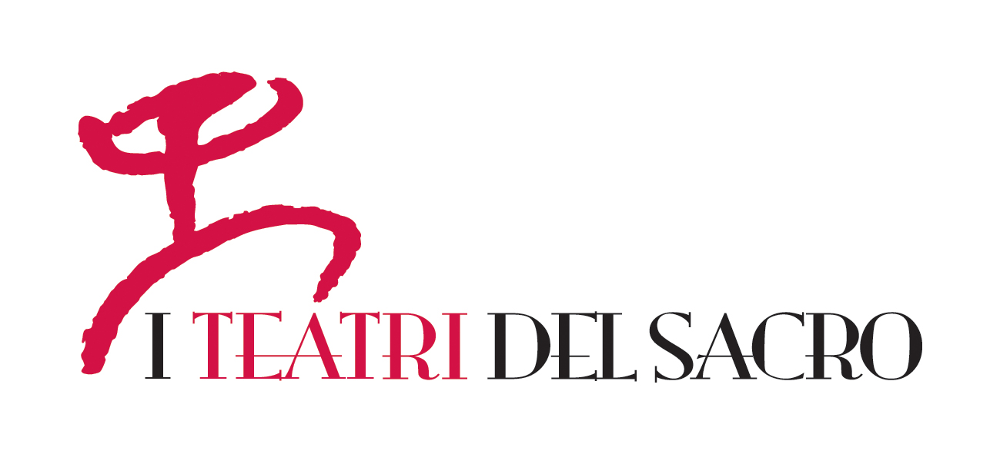 I TEATRI DEL SACRO